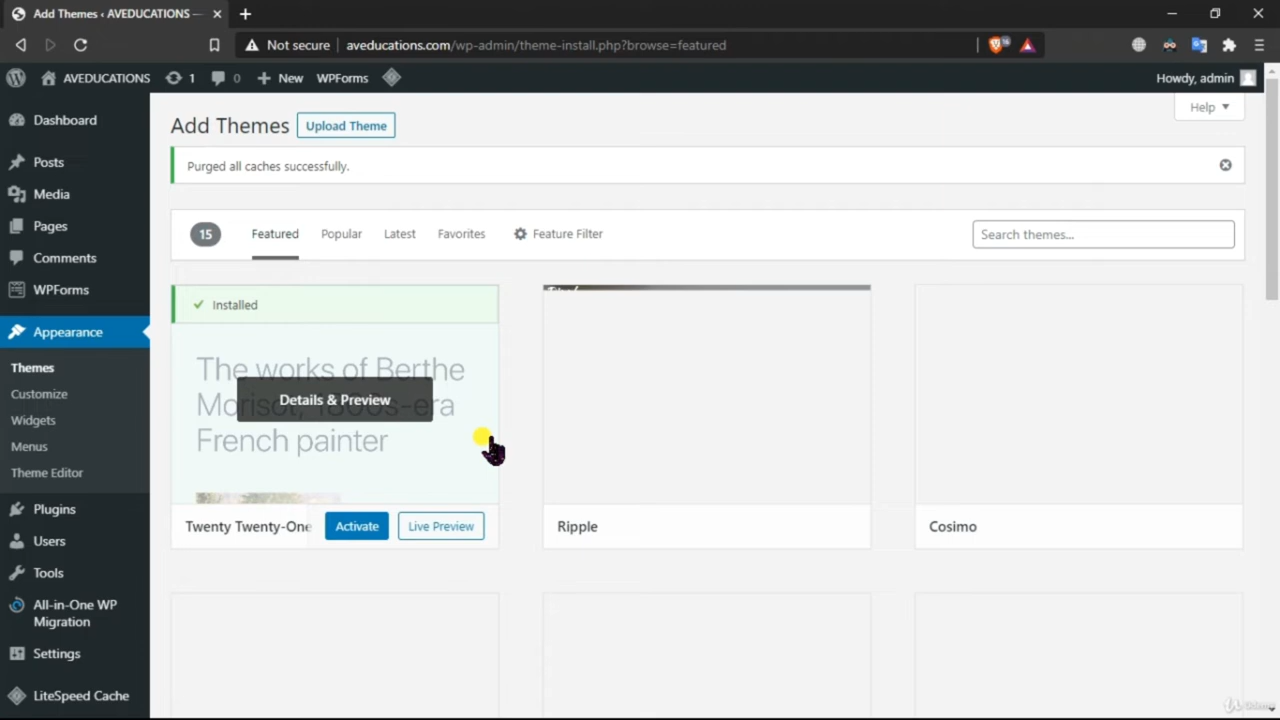 Add Themes ‹ AVEDUCATIONS —
Not secure aveducations.com/wp-admin/theme-install.php?browse=featured
AVEDUCATIONS 1 0 New WPForms Howdy, admin
Help
Dashboard
Posts
Media
Pages
Comments
WPForms
Appearance
Themes
Customize
Widgets
Menus
Theme Editor
Plugins
Users
Tools
All-in-One WP
Migration
Settings
LiteSpeed Cache
Add Themes Upload Theme
Purged all caches successfully.
15 Featured Popular Latest Favorites Feature Filter Search themes...
Installed
The works of Berthe
Morisot, 1800s-era
French painter
Details & Preview
Twenty Twenty-One Activate Live Preview
Ripple
Cosimo